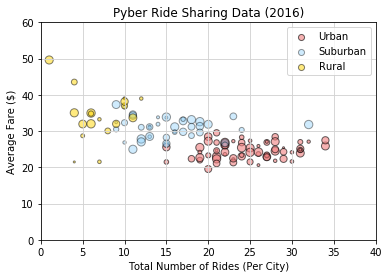 Pyber Ride Sharing Data (2016)
Urban
Suburban
Rural
Average Fare ($)
60
50
40
30
20
10
0
0 5 10 15 20 25 30 35 40
Total Number of Rides (Per City)